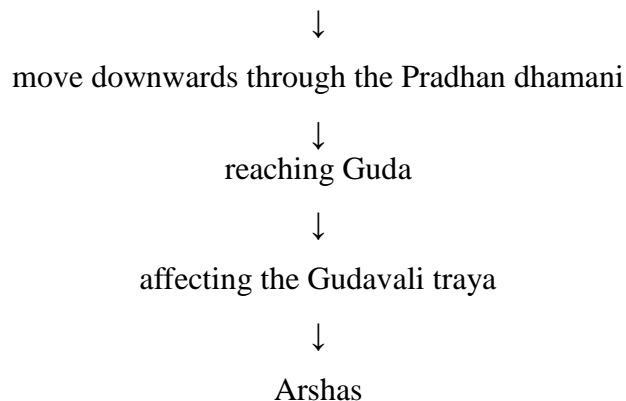 ↓
move downwards through the Pradhan dhamani
↓
reaching Guda
↓
affecting the Gudavali traya
↓
Arshas